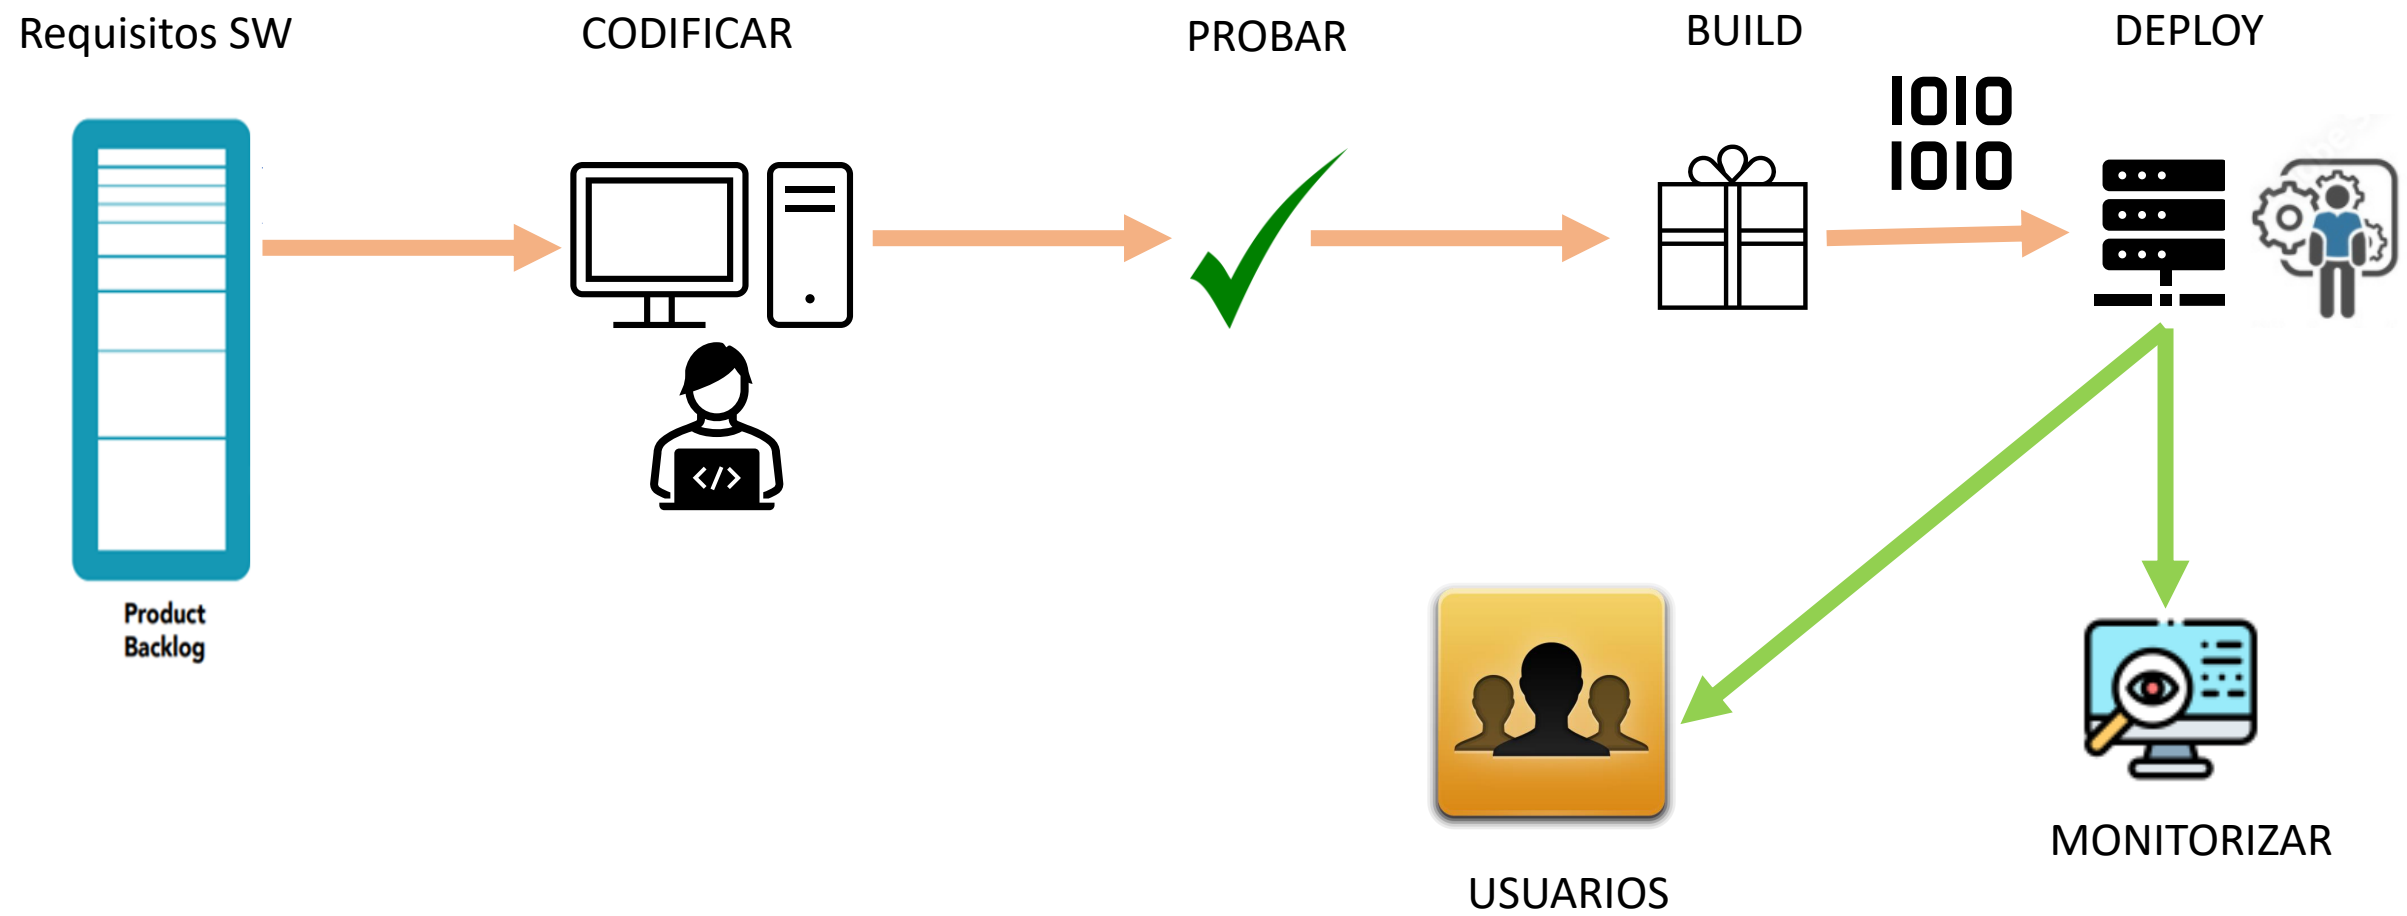 Requisitos SW
CODIFICAR
PROBAR
BUILD
DEPLOY
1010
1010
</>
Product
Backlog
MONITORIZAR
USUARIOS